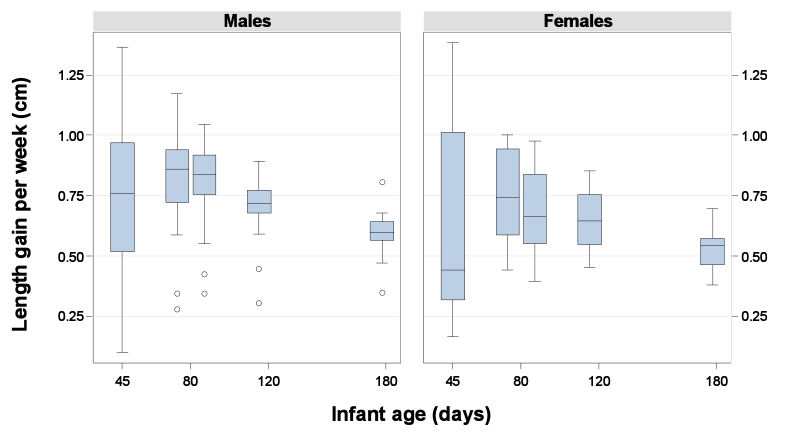 Males Females
Length gain per week (cm)
1.25 1.25
1.00 1.00
0.75 0.75
0.50 0.50
0.25 0.25
45 80 120 180 45 80 120 180
Infant age (days)